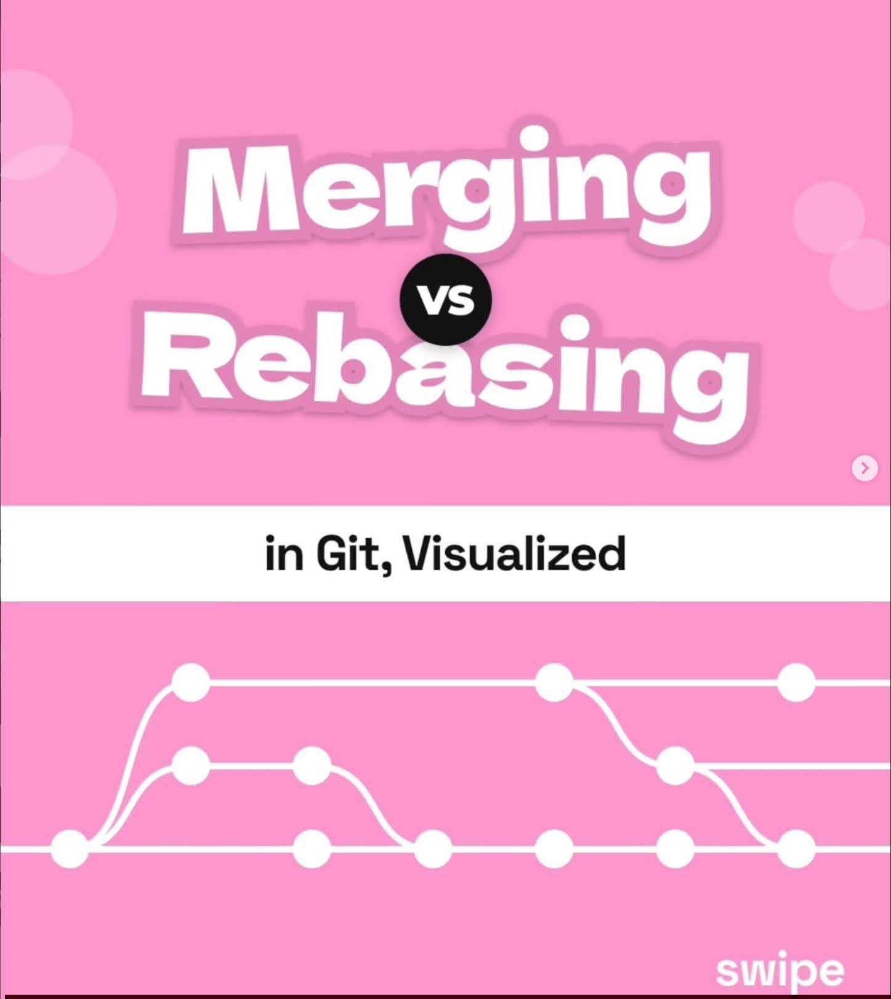 Merging
vs
Rebasing
in Git, Visualized
swipe